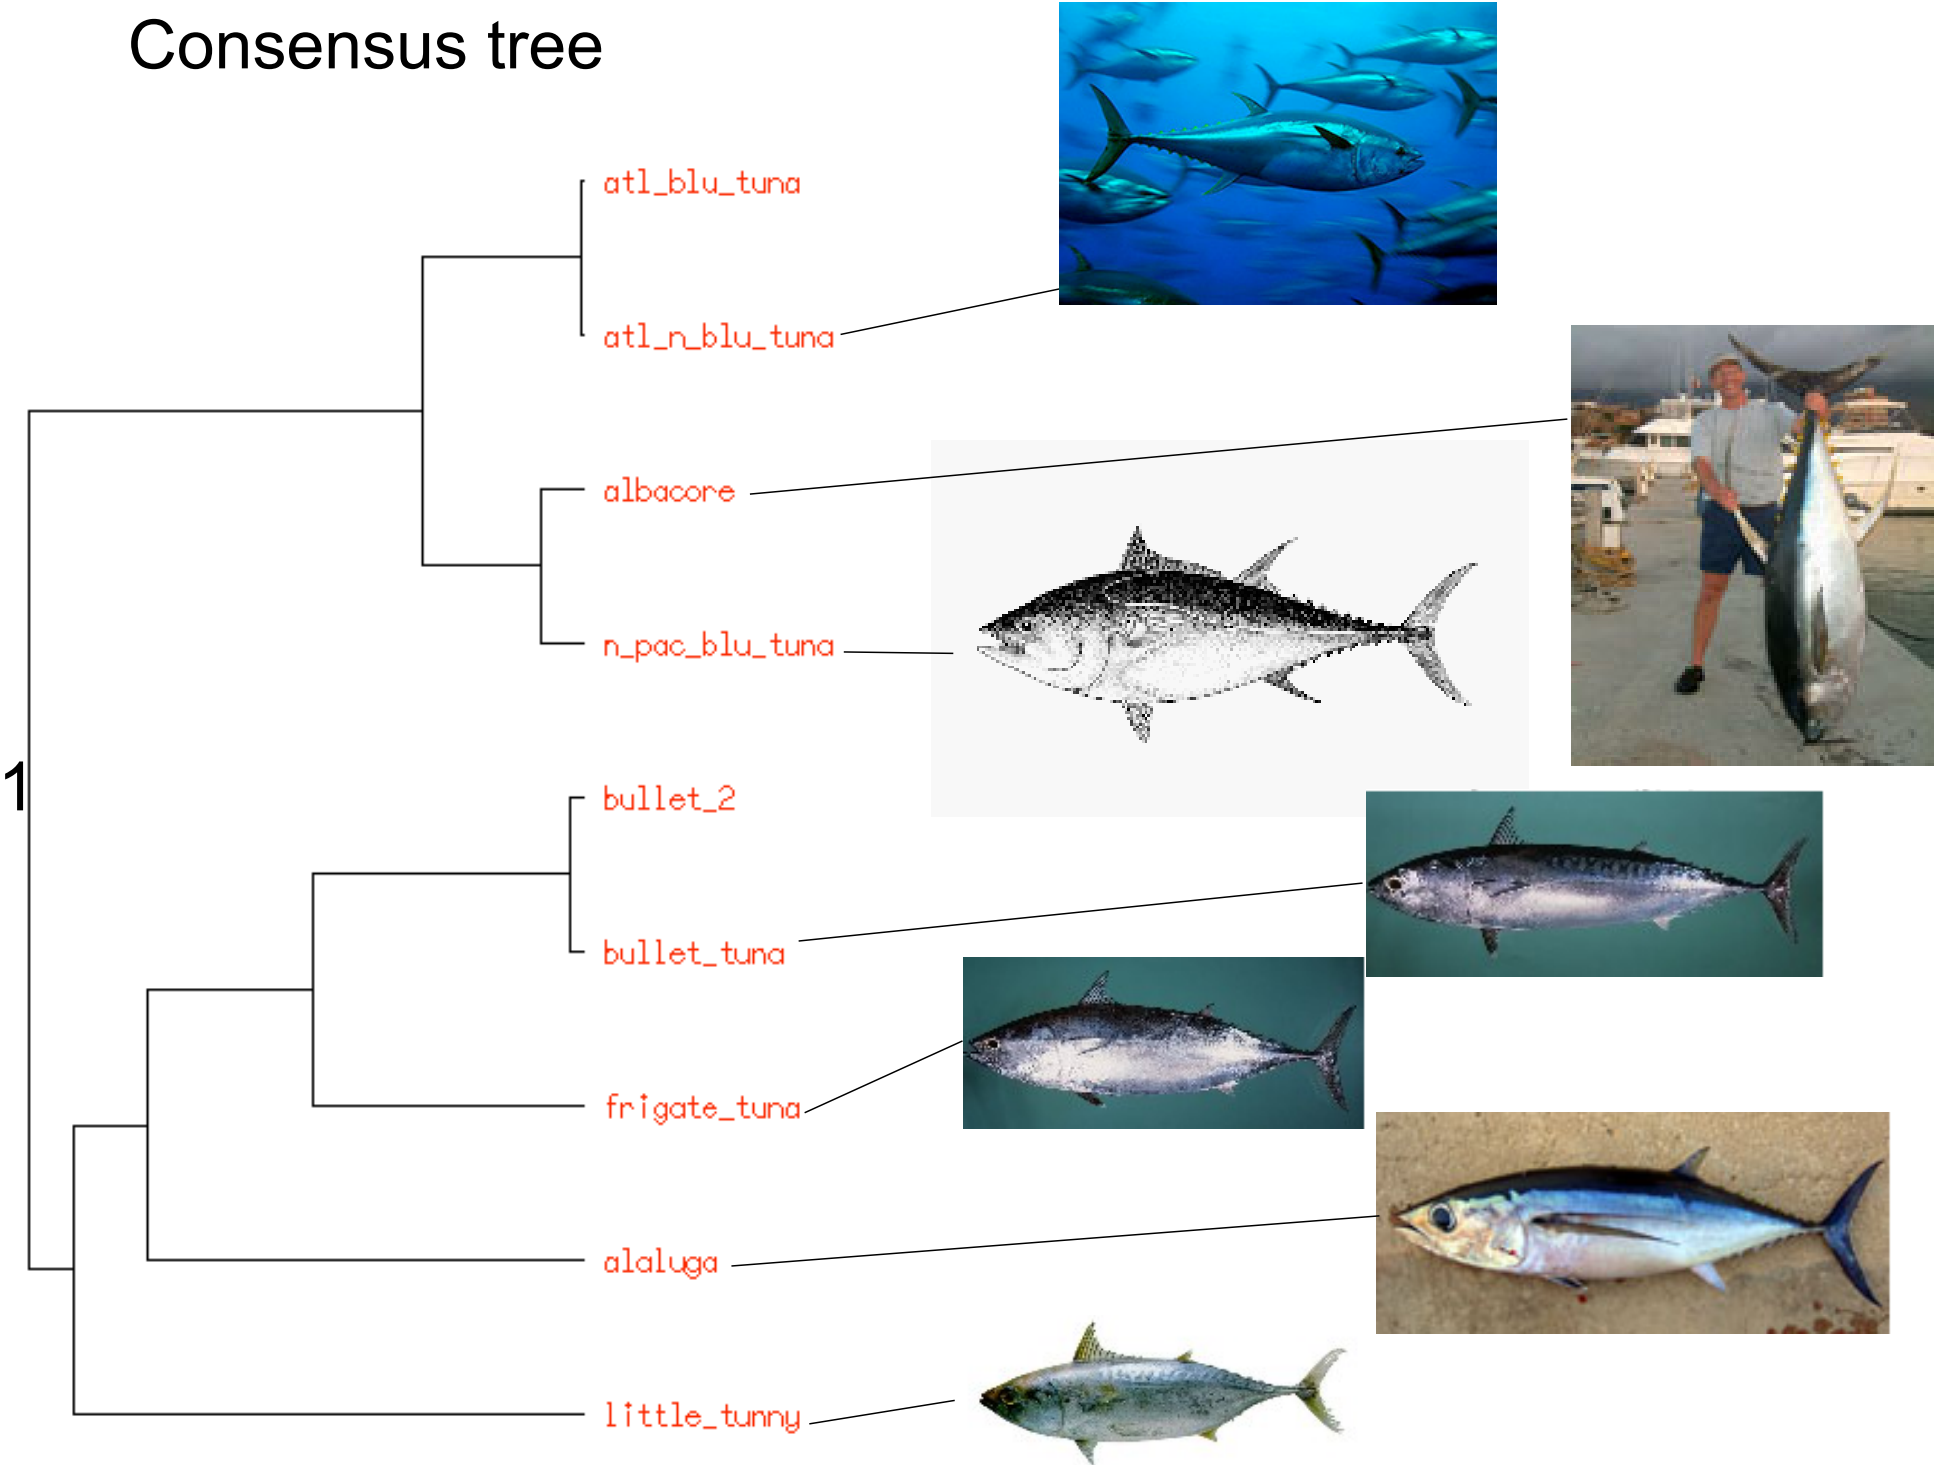 Consensus tree
atl_blu_tuna
atl_n_blu_tuna
albacore
n_pac_blu_tuna
1
bullet_2
bullet_tuna
frigate_tuna
alaluga
little_tunny